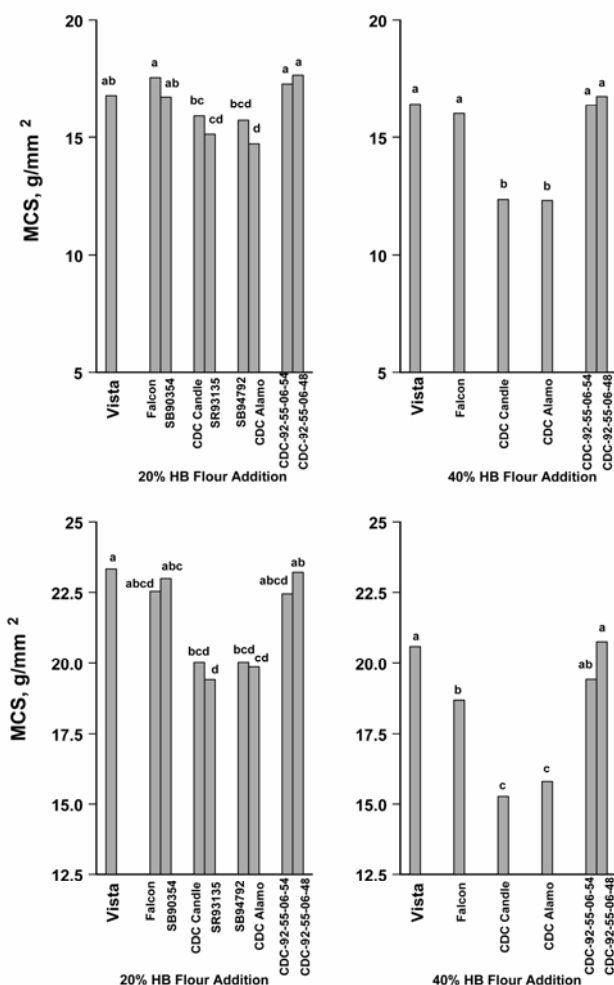 20
15
10
5
MCS, g/mm 2
ab
a
ab
bc
cd
bcd
d
a
a
Vista
Falcon
SB90354
CDC Candle
SR93135
SB94792
CDC Alamo
CDC-92-55-06-54
CDC-92-55-06-48
20% HB Flour Addition
20
15
10
5
a
a
b
b
a
a
Vista
Falcon
CDC Candle
CDC Alamo
CDC-92-55-06-54
CDC-92-55-06-48
40% HB Flour Addition
25
22.5
20.0
17.5
15.0
12.5
MCS, g/mm 2
a
abcd
abc
bcd
d
bcd
cd
abcd
ab
Vista
Falcon
SB90354
CDC Candle
SR93135
SB94792
CDC Alamo
CDC-92-55-06-54
CDC-92-55-06-48
20% HB Flour Addition
25
22.5
20.0
17.5
15.0
12.5
a
b
c
c
ab
a
Vista
Falcon
CDC Candle
CDC Alamo
CDC-92-55-06-54
CDC-92-55-06-48
40% HB Flour Addition